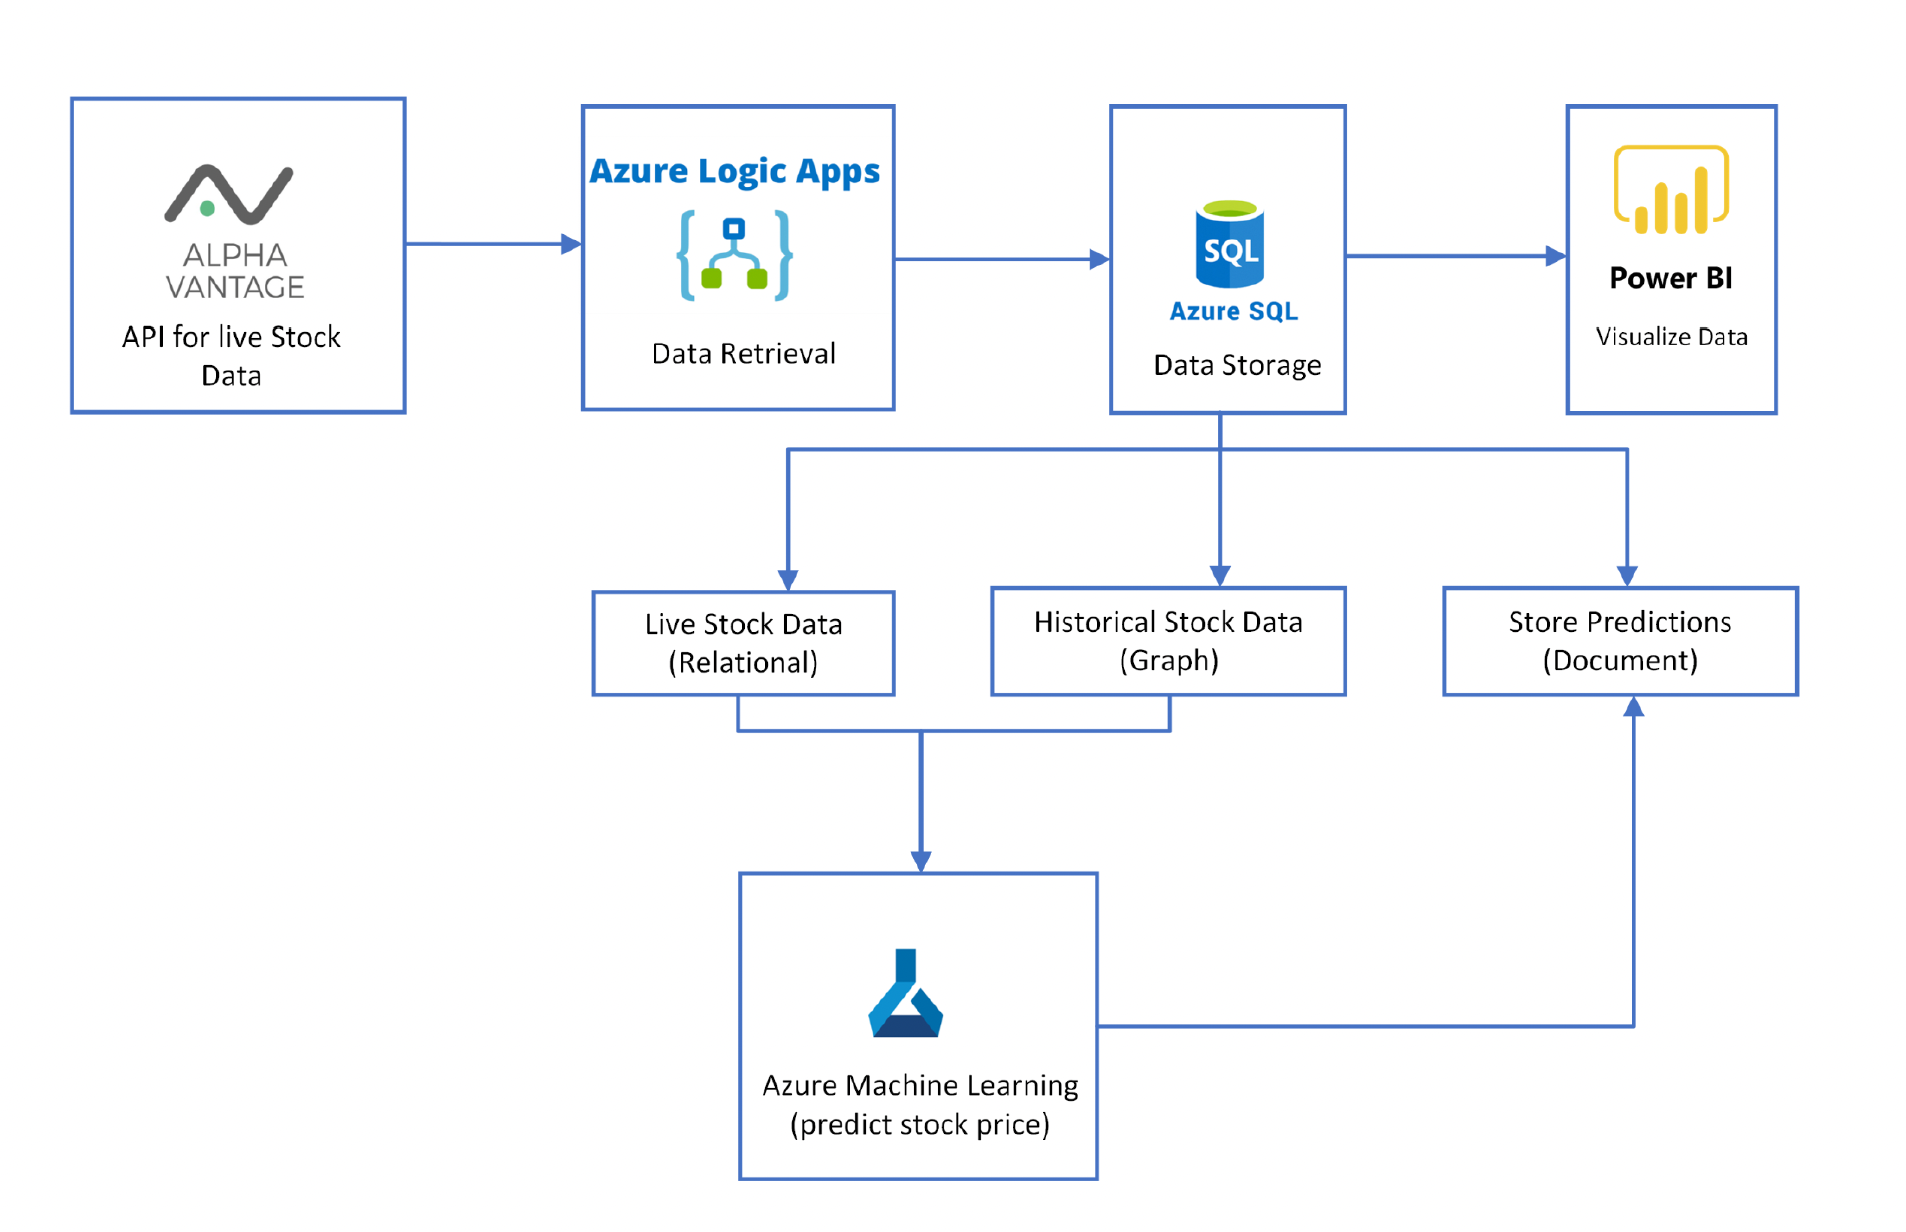 ALPHA
VANTAGE
API for live Stock
Data
Azure Logic Apps
Data Retrieval
SQL
Azure SQL
Data Storage
Power BI
Visualize Data
Live Stock Data
(Relational)
Historical Stock Data
(Graph)
Store Predictions
(Document)
Azure Machine Learning
(predict stock price)